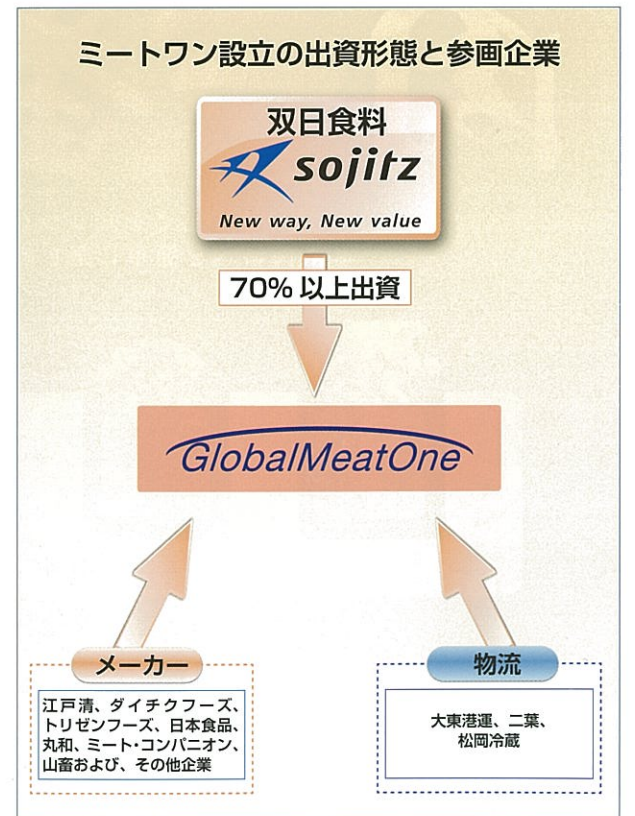 ミートワン設立の出資形態と参画企業
双日食料
sojitz
New way, New value
70% 以上出資
GlobalMeatOne
メーカー
江戸清、ダイチクフーズ、
トリゼンフーズ、日本食品、
丸和、ミート・コンパニオン、
山畜および、その他企業
物流
大東港運、二葉、
松岡冷蔵